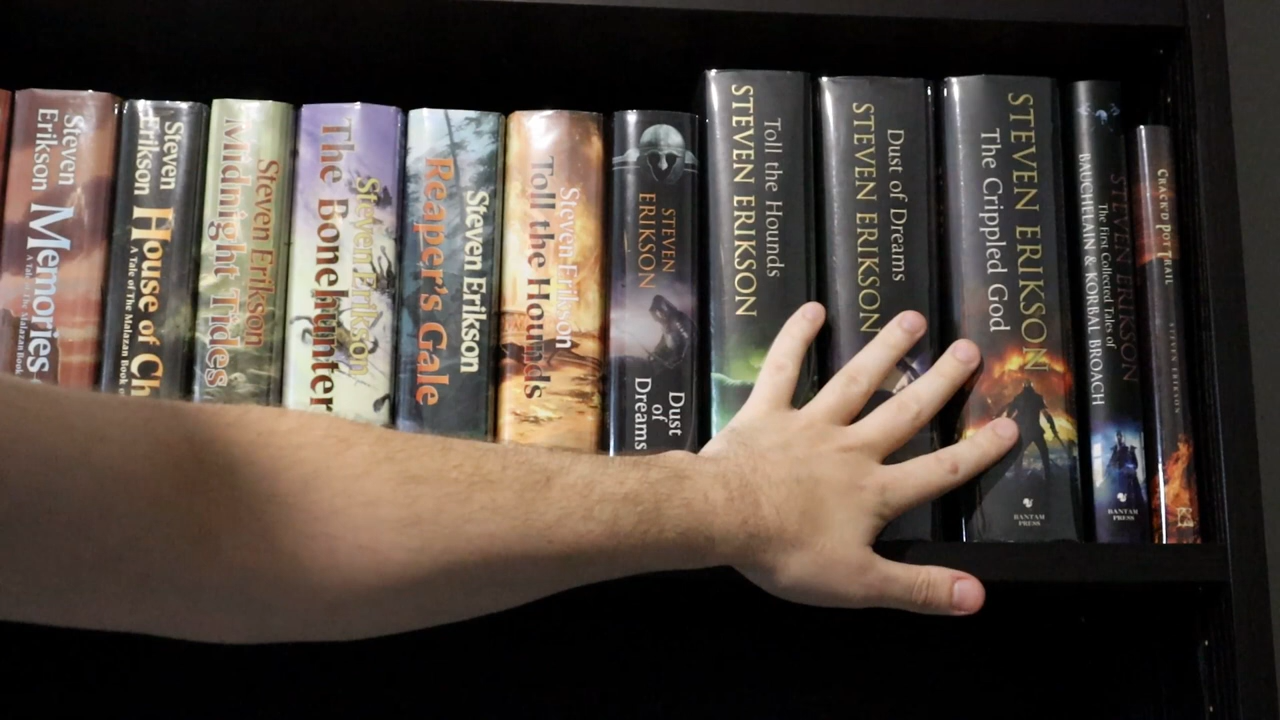 Steven
Erikson
Memories
A Tale of The Malazan Book
Steven
Erikson
House of Ch
A Tale of The Malazan Book
Steven Erikson
Midnight Tides
Steven Erikson
The Bonehunter
Steven Erikson
Reaper's Gale
Steven Erikson
Toll the Hounds
STEVEN
ERIKSON
Dust
of
Dreams
Toll the Hounds
STEVEN ERIKSON
Dust of Dreams
STEVEN ERIKSON
STEVEN ERIKSON
The Crippled God
BANTAM
PRESS
STEVEN ERIKSON
The First Collected Tales of
BAUCHELAIN & KORBAL BROACH
BANTAM
PRESS
CRACK'D POT TRAIL
STEVEN ERIKSON